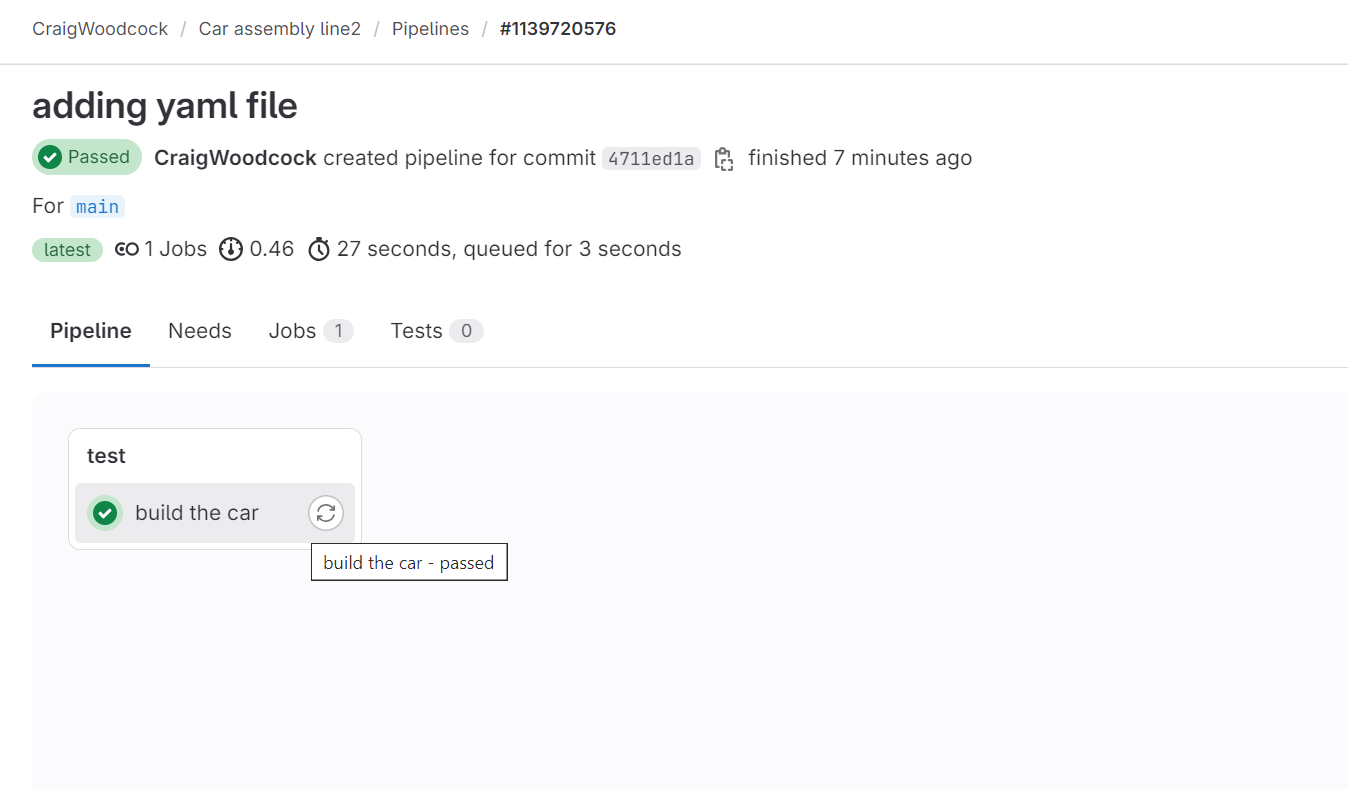 CraigWoodcock / Car assembly line2 / Pipelines / #1139720576
adding yaml file
Passed CraigWoodcock created pipeline for commit 4711ed1a finished 7 minutes ago
For main
latest 1 Jobs 0.46 27 seconds, queued for 3 seconds
Pipeline Needs Jobs 1 Tests 0
test
build the car
build the car - passed